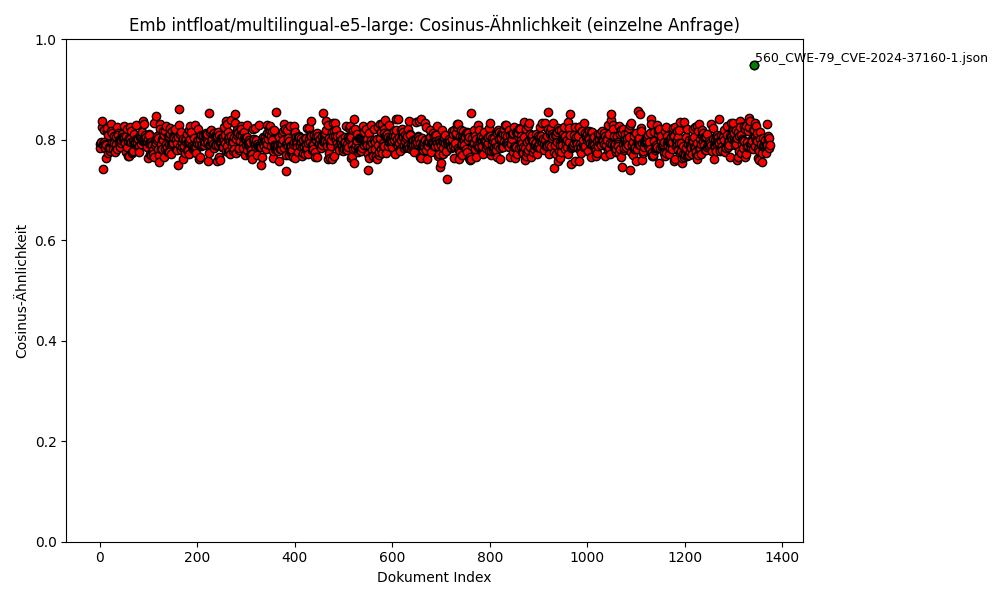 Emb intfloat/multilingual-e5-large: Cosinus-Ähnlichkeit (einzelne Anfrage)
1.0
560_CWE-79_CVE-2024-37160-1.json
0.8
0.6
Cosinus-Ähnlichkeit
0.4
0.2
0.0
0 200 400 600 800 1000 1200 1400
Dokument Index